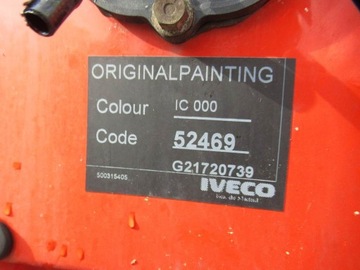 ORIGINALPAINTING
Colour IC 000
Code 52469
G21720739
500315405
IVECO